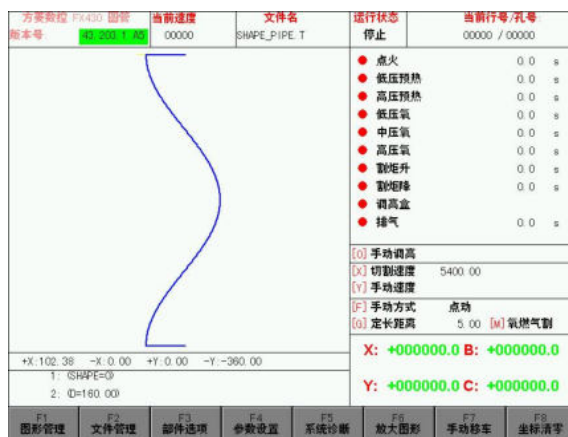 方菱数控 FX430 圆管
版本号 43.203.1 A5
当前速度
00000
文件名
SHAPE_PIPE.T
运行状态
停止
当前行号/孔号
00000 / 00000
点火 0.0 s
低压预热 0.0 s
高压预热 0.0 s
低压氧 0.0 s
中压氧 0.0 s
高压氧 0.0 s
割炬升 0.0 s
割炬降 0.0 s
调高盒
排气 0.0 s
[O] 手动调高
[X] 切割速度 5400.00
[Y] 手动速度
[F] 手动方式 点动
[G] 定长距离 5.00 [M] 氧燃气割
X: +000000.0 B: +000000.0
Y: +000000.0 C: +000000.0
+X:102.38 -X:0.00 +Y:0.00 -Y:-360.00
1: (SHAPE=0)
2: (D=160.00)
F1 F2 F3 F4 F5 F6 F7 F8
图形管理 文件管理 部件选项 参数设置 系统诊断 放大图形 手动移车 坐标清零